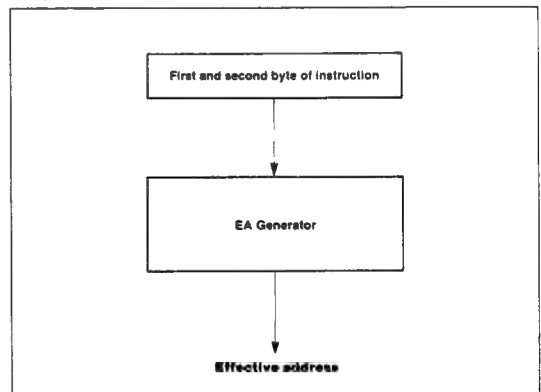 First and second byte of instruction
EA Generator
Effective address